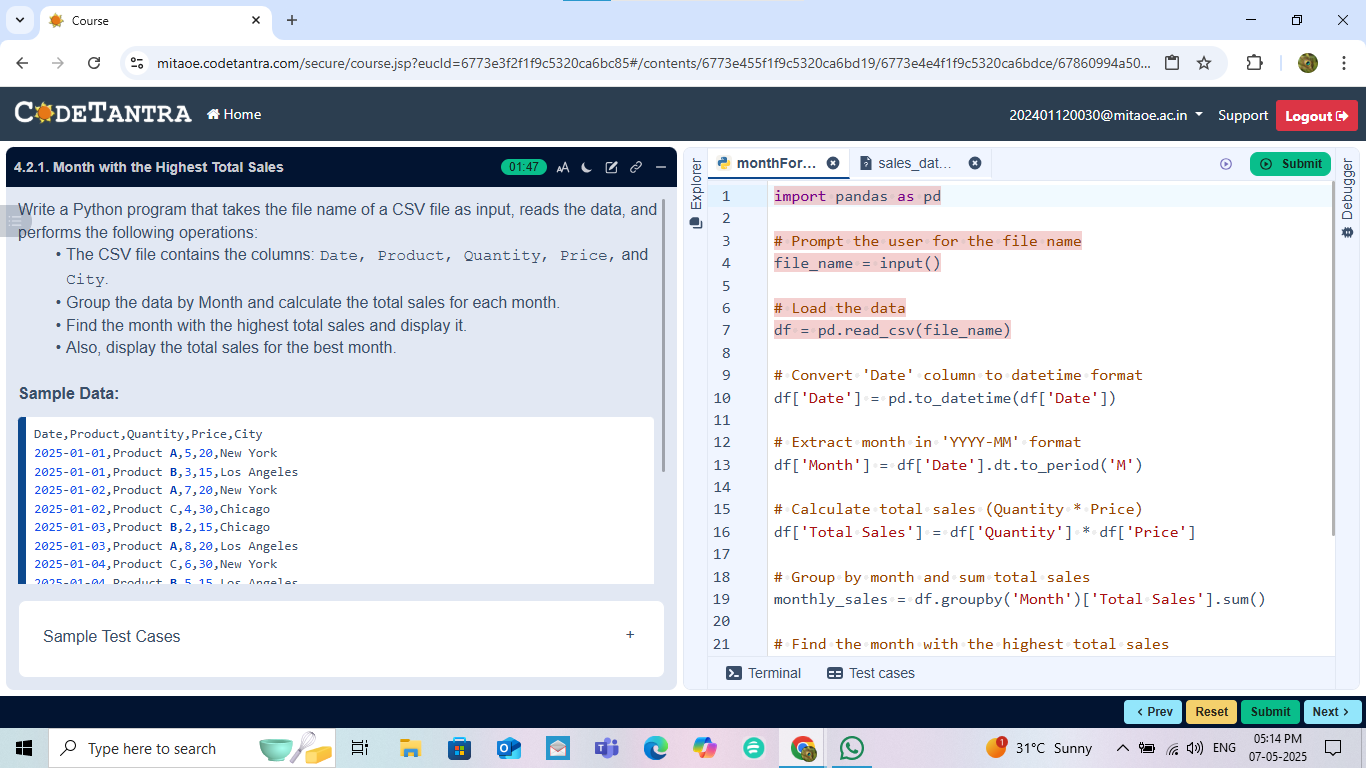 Course
mitaoe.codetantra.com/secure/course.jsp?eucId=6773e3f2f1f9c5320ca6bc85#/contents/6773e455f1f9c5320ca6bd19/6773e4e4f1f9c5320ca6bdce/67860994a50...
CODETANTRA
Home
202401120030@mitaoe.ac.in
Support
Logout
4.2.1. Month with the Highest Total Sales
01:47
AA
Write a Python program that takes the file name of a CSV file as input, reads the data, and
performs the following operations:
• The CSV file contains the columns: Date, Product, Quantity, Price, and
City.
• Group the data by Month and calculate the total sales for each month.
• Find the month with the highest total sales and display it.
• Also, display the total sales for the best month.
Sample Data:
Date,Product,Quantity,Price,City
2025-01-01,Product A,5,20,New York
2025-01-01,Product B,3,15,Los Angeles
2025-01-02,Product A,7,20,New York
2025-01-02,Product C,4,30,Chicago
2025-01-03,Product B,2,15,Chicago
2025-01-03,Product A,8,20,Los Angeles
2025-01-04,Product C,6,30,New York
2025-01-04,Product B,5,15,Los Angeles
Sample Test Cases
+
Explorer
monthFor...
sales_dat...
Submit
Debugger
1 import pandas as pd
2
3 # Prompt the user for the file name
4 file_name = input()
5
6 # Load the data
7 df = pd.read_csv(file_name)
8
9 # Convert 'Date' column to datetime format
10 df['Date'] = pd.to_datetime(df['Date'])
11
12 # Extract month in 'YYYY-MM' format
13 df['Month'] = df['Date'].dt.to_period('M')
14
15 # Calculate total sales (Quantity * Price)
16 df['Total Sales'] = df['Quantity'] * df['Price']
17
18 # Group by month and sum total sales
19 monthly_sales = df.groupby('Month')['Total Sales'].sum()
20
21 # Find the month with the highest total sales
Terminal
Test cases
< Prev
Reset
Submit
Next >
Type here to search
1
31°C Sunny
ENG
05:14 PM
07-05-2025